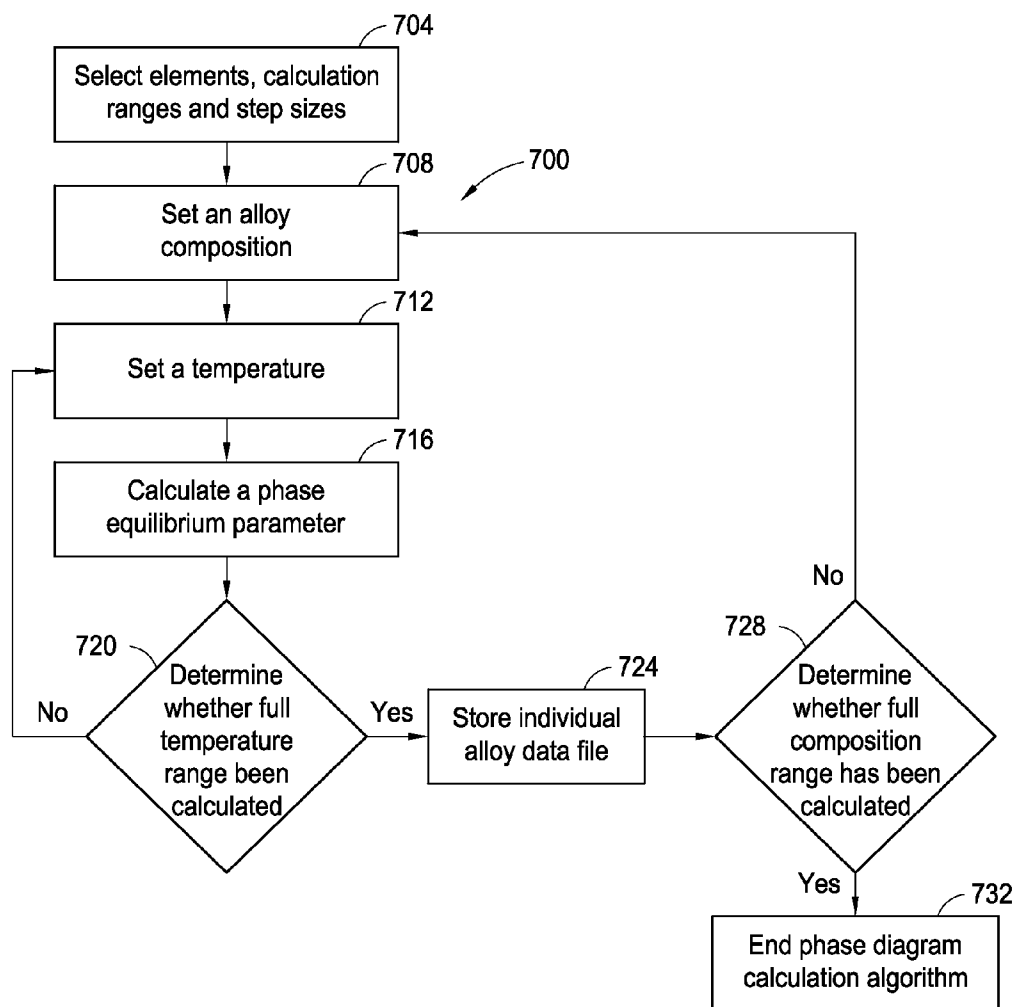 704
Select elements, calculation
ranges and step sizes
708
700
Set an alloy
composition
712
Set a temperature
716
Calculate a phase
equilibrium parameter
720
Determine
whether full
temperature
range been
calculated
No
Yes
724
Store individual
alloy data file
728
No
Determine
whether full
composition
range has been
calculated
Yes
732
End phase diagram
calculation algorithm